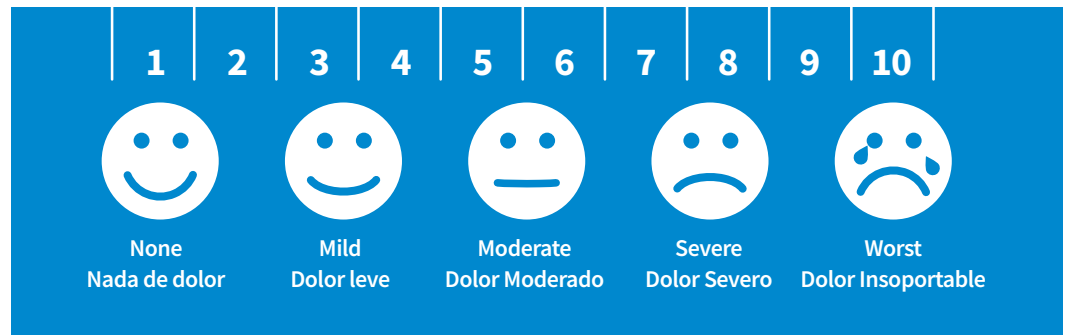 1 2 3 4 5 6 7 8 9 10
None Mild Moderate Severe Worst
Nada de dolor Dolor leve Dolor Moderado Dolor Severo Dolor Insoportable